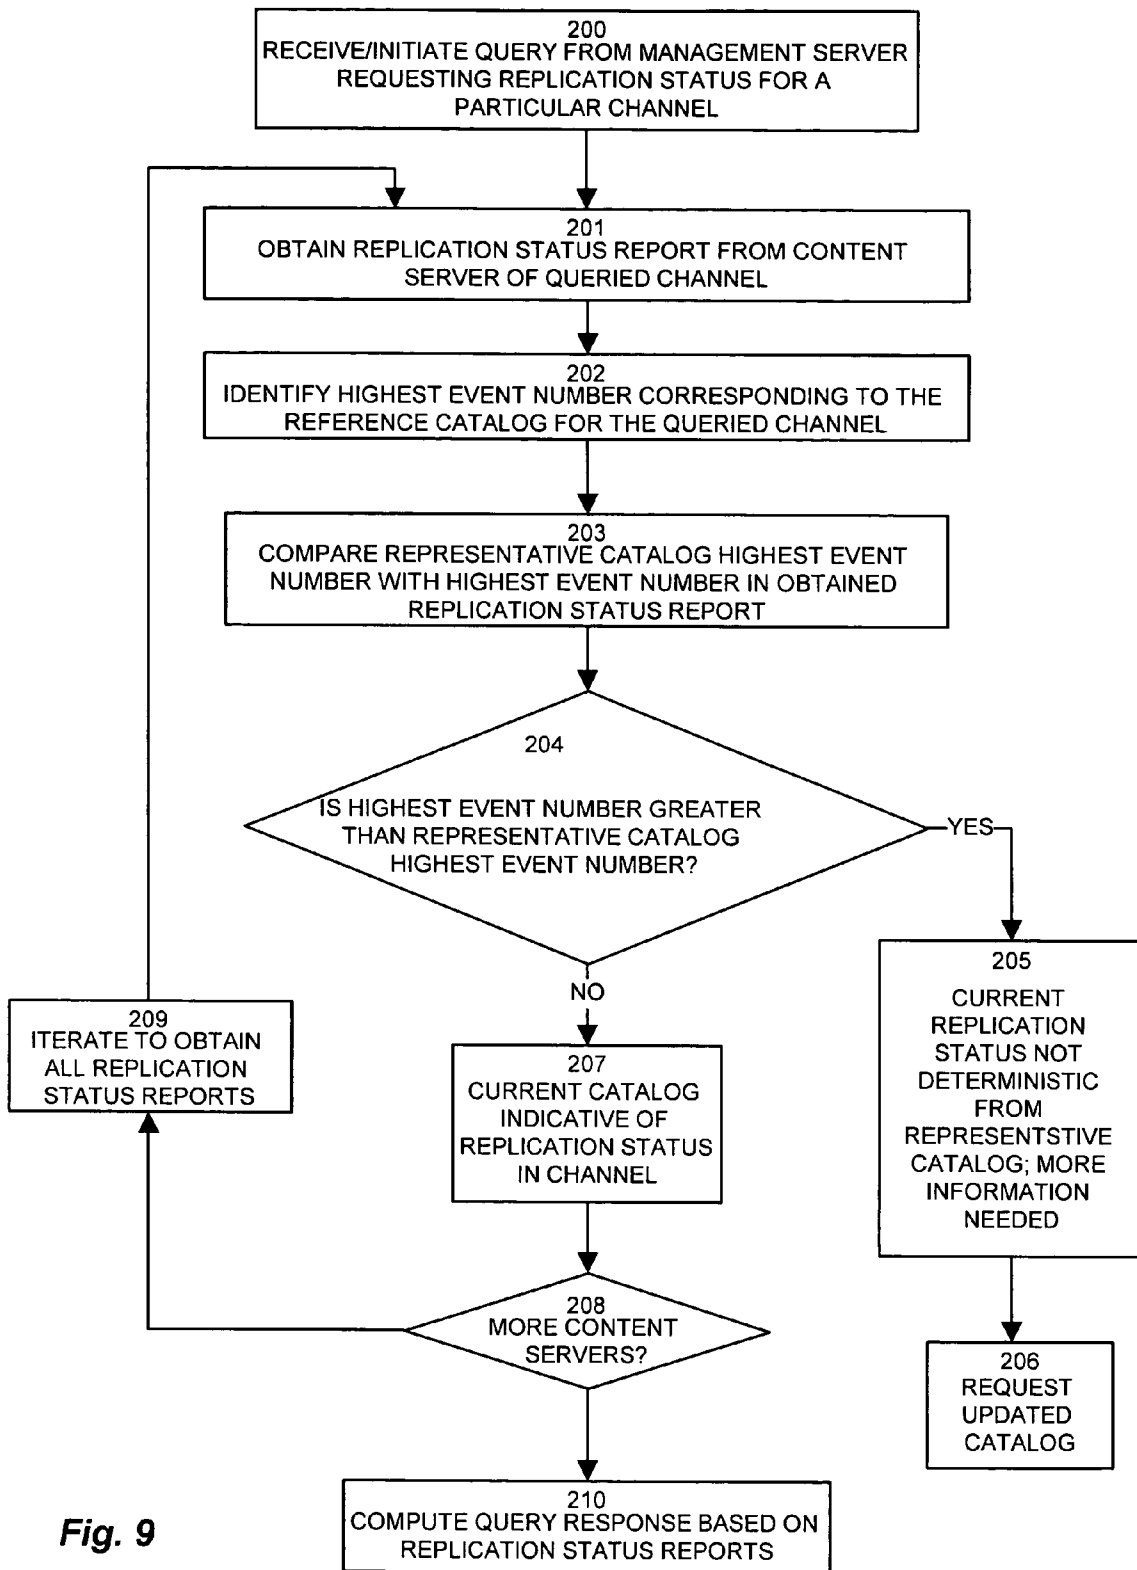 200
RECEIVE/INITIATE QUERY FROM MANAGEMENT SERVER
REQUESTING REPLICATION STATUS FOR A
PARTICULAR CHANNEL
201
OBTAIN REPLICATION STATUS REPORT FROM CONTENT
SERVER OF QUERIED CHANNEL
202
IDENTIFY HIGHEST EVENT NUMBER CORRESPONDING TO THE
REFERENCE CATALOG FOR THE QUERIED CHANNEL
203
COMPARE REPRESENTATIVE CATALOG HIGHEST EVENT
NUMBER WITH HIGHEST EVENT NUMBER IN OBTAINED
REPLICATION STATUS REPORT
204
IS HIGHEST EVENT NUMBER GREATER
THAN REPRESENTATIVE CATALOG
HIGHEST EVENT NUMBER?
YES
205
CURRENT
REPLICATION
STATUS NOT
DETERMINISTIC
FROM
REPRESENTSTIVE
CATALOG; MORE
INFORMATION
NEEDED
206
REQUEST
UPDATED
CATALOG
NO
207
CURRENT CATALOG
INDICATIVE OF
REPLICATION STATUS
IN CHANNEL
208
MORE CONTENT
SERVERS?
209
ITERATE TO OBTAIN
ALL REPLICATION
STATUS REPORTS
210
COMPUTE QUERY RESPONSE BASED ON
REPLICATION STATUS REPORTS
Fig. 9